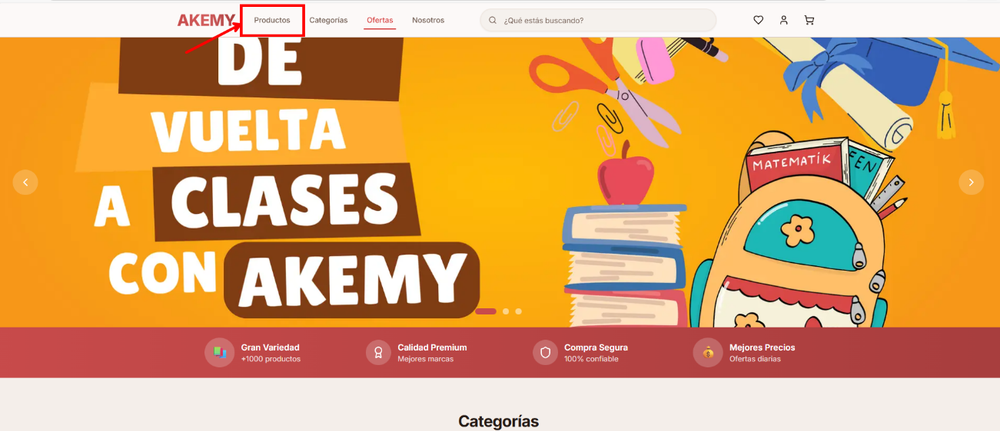 AKEMY Productos Categorías Ofertas Nosotros ¿Qué estás buscando?
DE
VUELTA
A CLASES
CON AKEMY
MATEMATİK
FEN
Gran Variedad
+1000 productos
Calidad Premium
Mejores marcas
Compra Segura
100% confiable
Mejores Precios
Ofertas diarias
Categorías